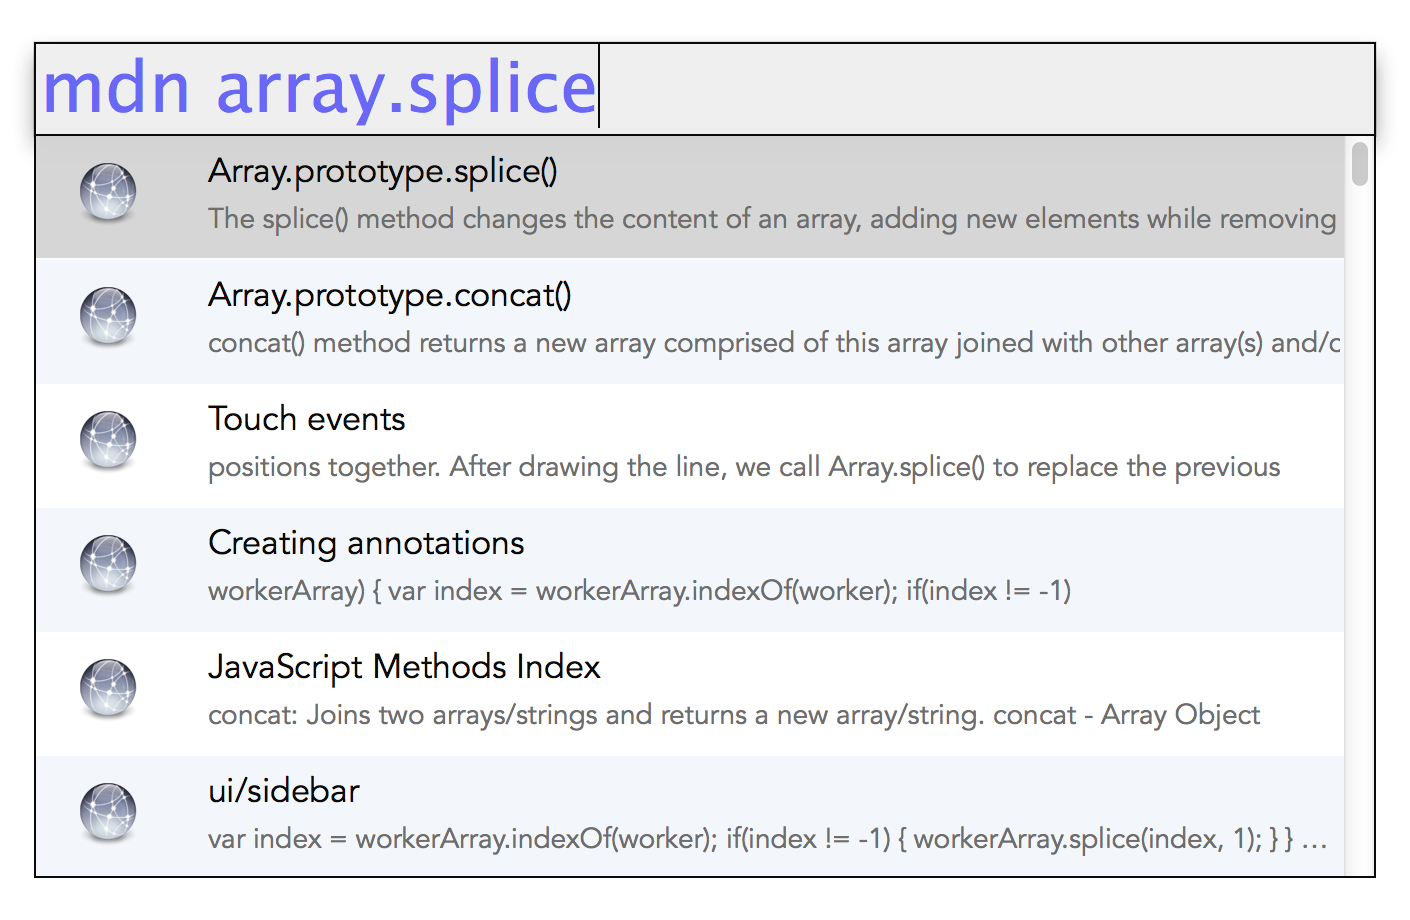 mdn array.splice
Array.prototype.splice()
The splice() method changes the content of an array, adding new elements while removing
Array.prototype.concat()
concat() method returns a new array comprised of this array joined with other array(s) and/
Touch events
positions together. After drawing the line, we call Array.splice() to replace the previous
Creating annotations
workerArray) { var index = workerArray.indexOf(worker); if(index != -1)
JavaScript Methods Index
concat: Joins two arrays/strings and returns a new array/string. concat - Array Object
ui/sidebar
var index = workerArray.indexOf(worker); if(index != -1) { workerArray.splice(index, 1); } } ...